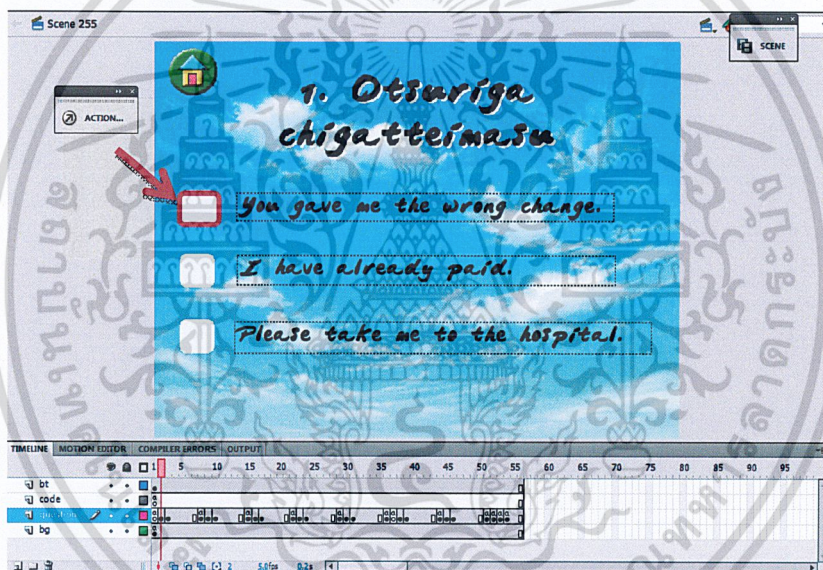 Scene 255
SCENE
ACTION...
1. Otsuriga
chigatteimasu
You gave me the wrong change.
I have already paid.
Please take me to the hospital.
TIMELINE MOTION EDITOR COMPILER ERRORS OUTPUT
1 5 10 15 20 25 30 35 40 45 50 55 60 65 70 75 80 85 90 95
bt
code
question
bg
2 5.0fps 0.2s